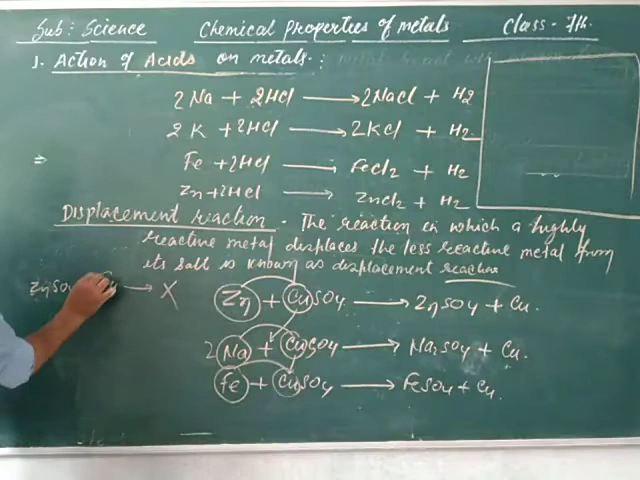 Sub: Science Chemical Properties of metals Class - 7th.
1. Action of Acids on metals. :
2Na + 2HCl → 2NaCl + H2
2K + 2HCl → 2KCl + H2
⇒ Fe + 2HCl → FeCl2 + H2
Zn + 2HCl → ZnCl2 + H2
Displacement reaction - The reaction in which a highly
reactive metal displaces the less reactive metal from
its salt is known as displacement reaction
ZnSO → X
Zn + CuSO4 → ZnSO4 + Cu.
2Na + CuSO4 → Na2SO4 + Cu.
Fe + CuSO4 → FeSO4 + Cu.